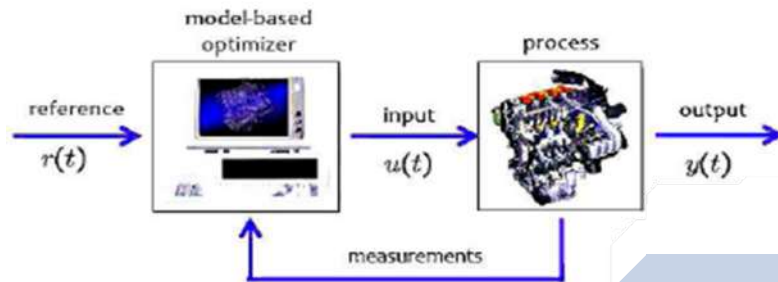 model-based
optimizer
process
reference
r(t)
input
u(t)
output
y(t)
measurements